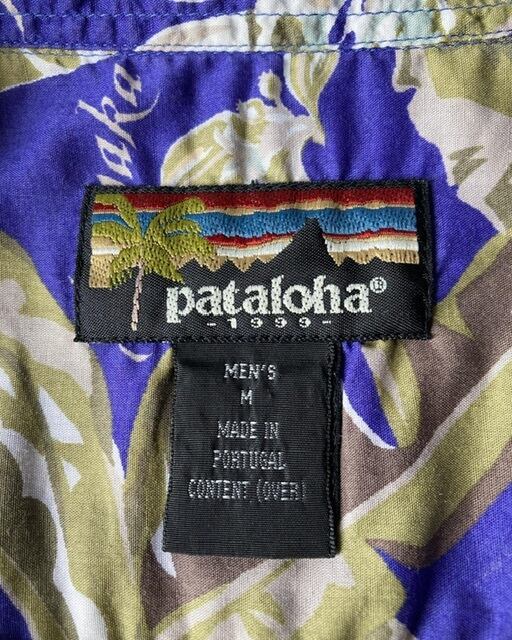 pataloha®
-1999-
MEN'S
M
MADE IN
PORTUGAL
CONTENT (OVER)